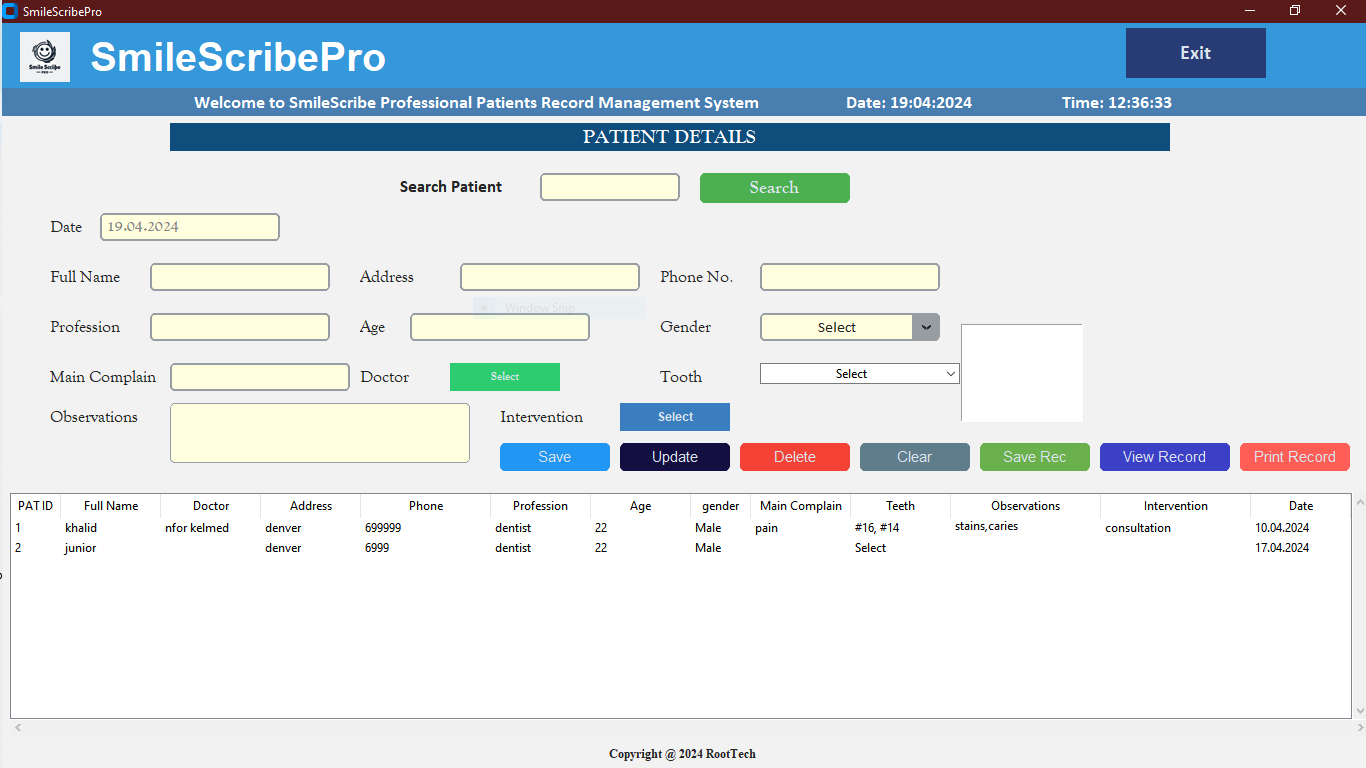 SmileScribePro
Smile Scribe
PRO
SmileScribePro
Exit
Welcome to SmileScribe Professional Patients Record Management System Date: 19:04:2024 Time: 12:36:33
PATIENT DETAILS
Search Patient Search
Date 19.04.2024
Full Name Address Phone No.
Window Snip
Profession Age Gender Select
Main Complain Doctor Select Tooth Select
Observations Intervention Select
Save Update Delete Clear Save Rec View Record Print Record
PAT ID Full Name Doctor Address Phone Profession Age gender Main Complain Teeth Observations Intervention Date
1 khalid nfor kelmed denver 699999 dentist 22 Male pain #16, #14 stains,caries consultation 10.04.2024
2 junior denver 6999 dentist 22 Male Select 17.04.2024
Copyright @ 2024 RootTech